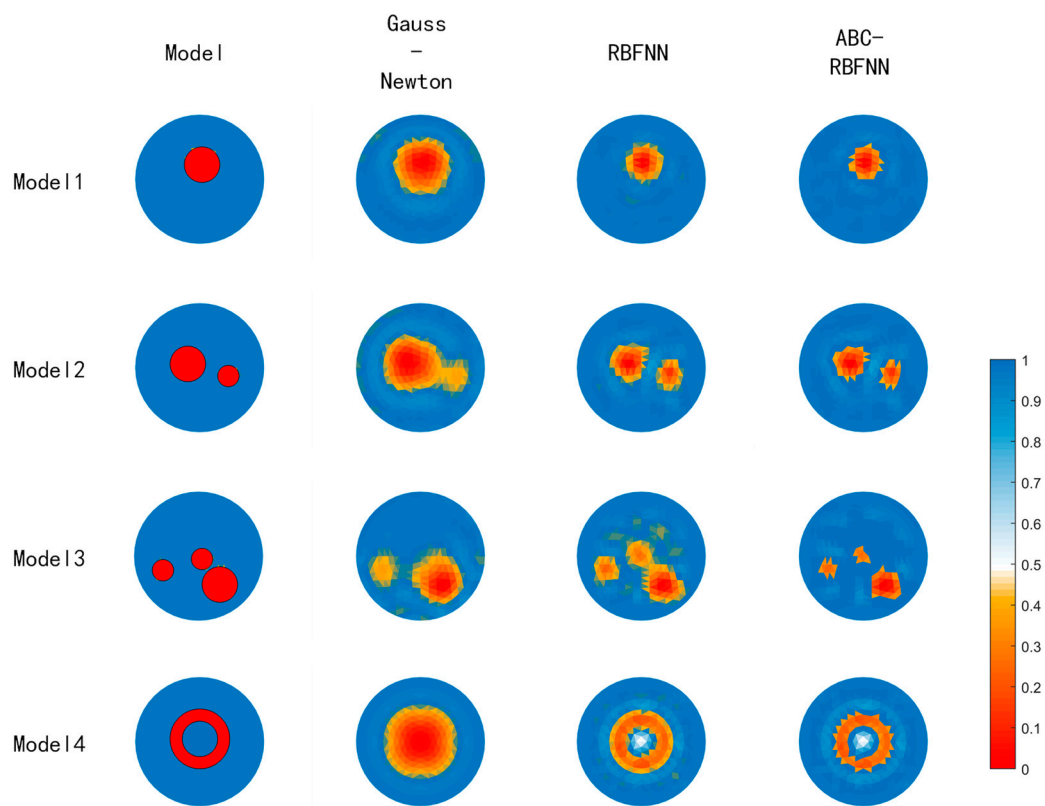 Model
Gauss
-
Newton
RBFNN
ABC-
RBFNN
Model1
Model2
Model3
Model4
1
0.9
0.8
0.7
0.6
0.5
0.4
0.3
0.2
0.1
0